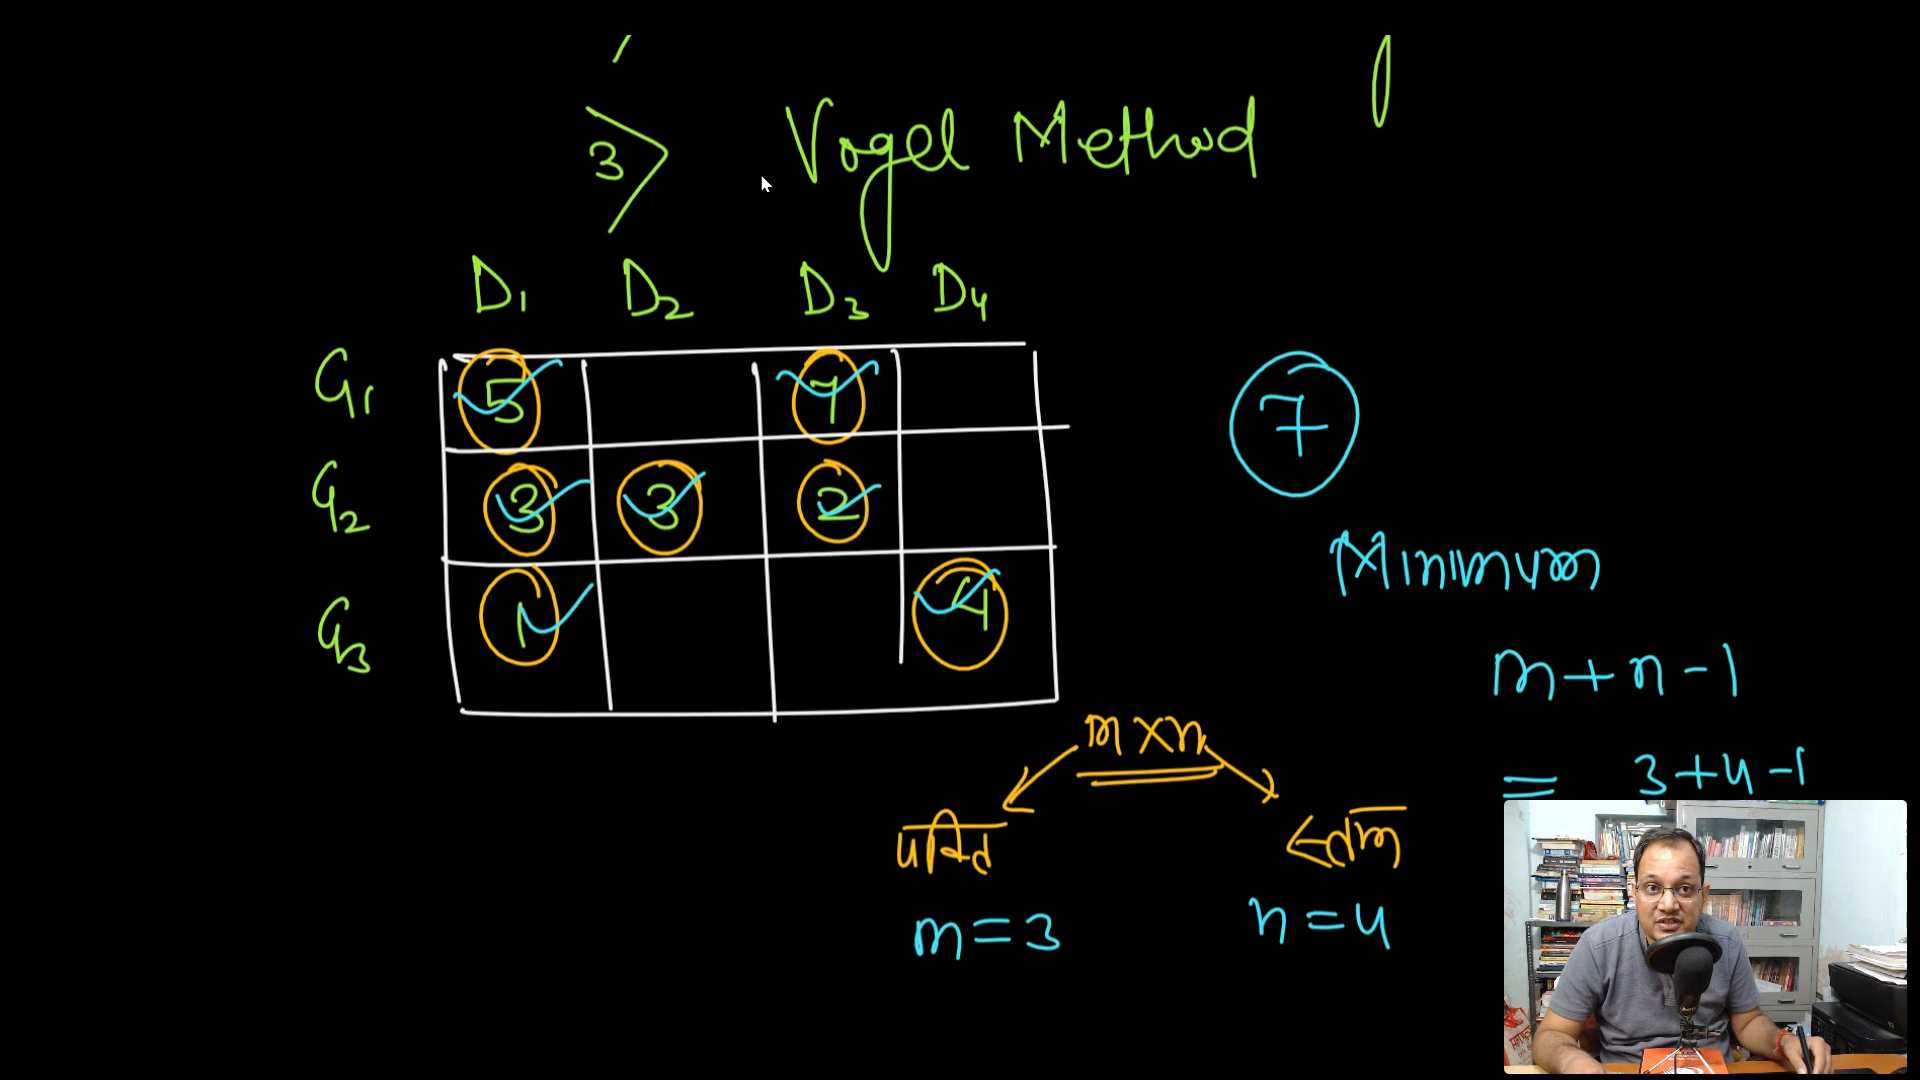 3 Vogel Method
D1 D2 D3 D4
G1 5 7
G2 3 3 2
G3 1 4
7
Minimum
m+n-1
= 3+4-1
m×n
पंक्ति स्तम्भ
m=3 n=4